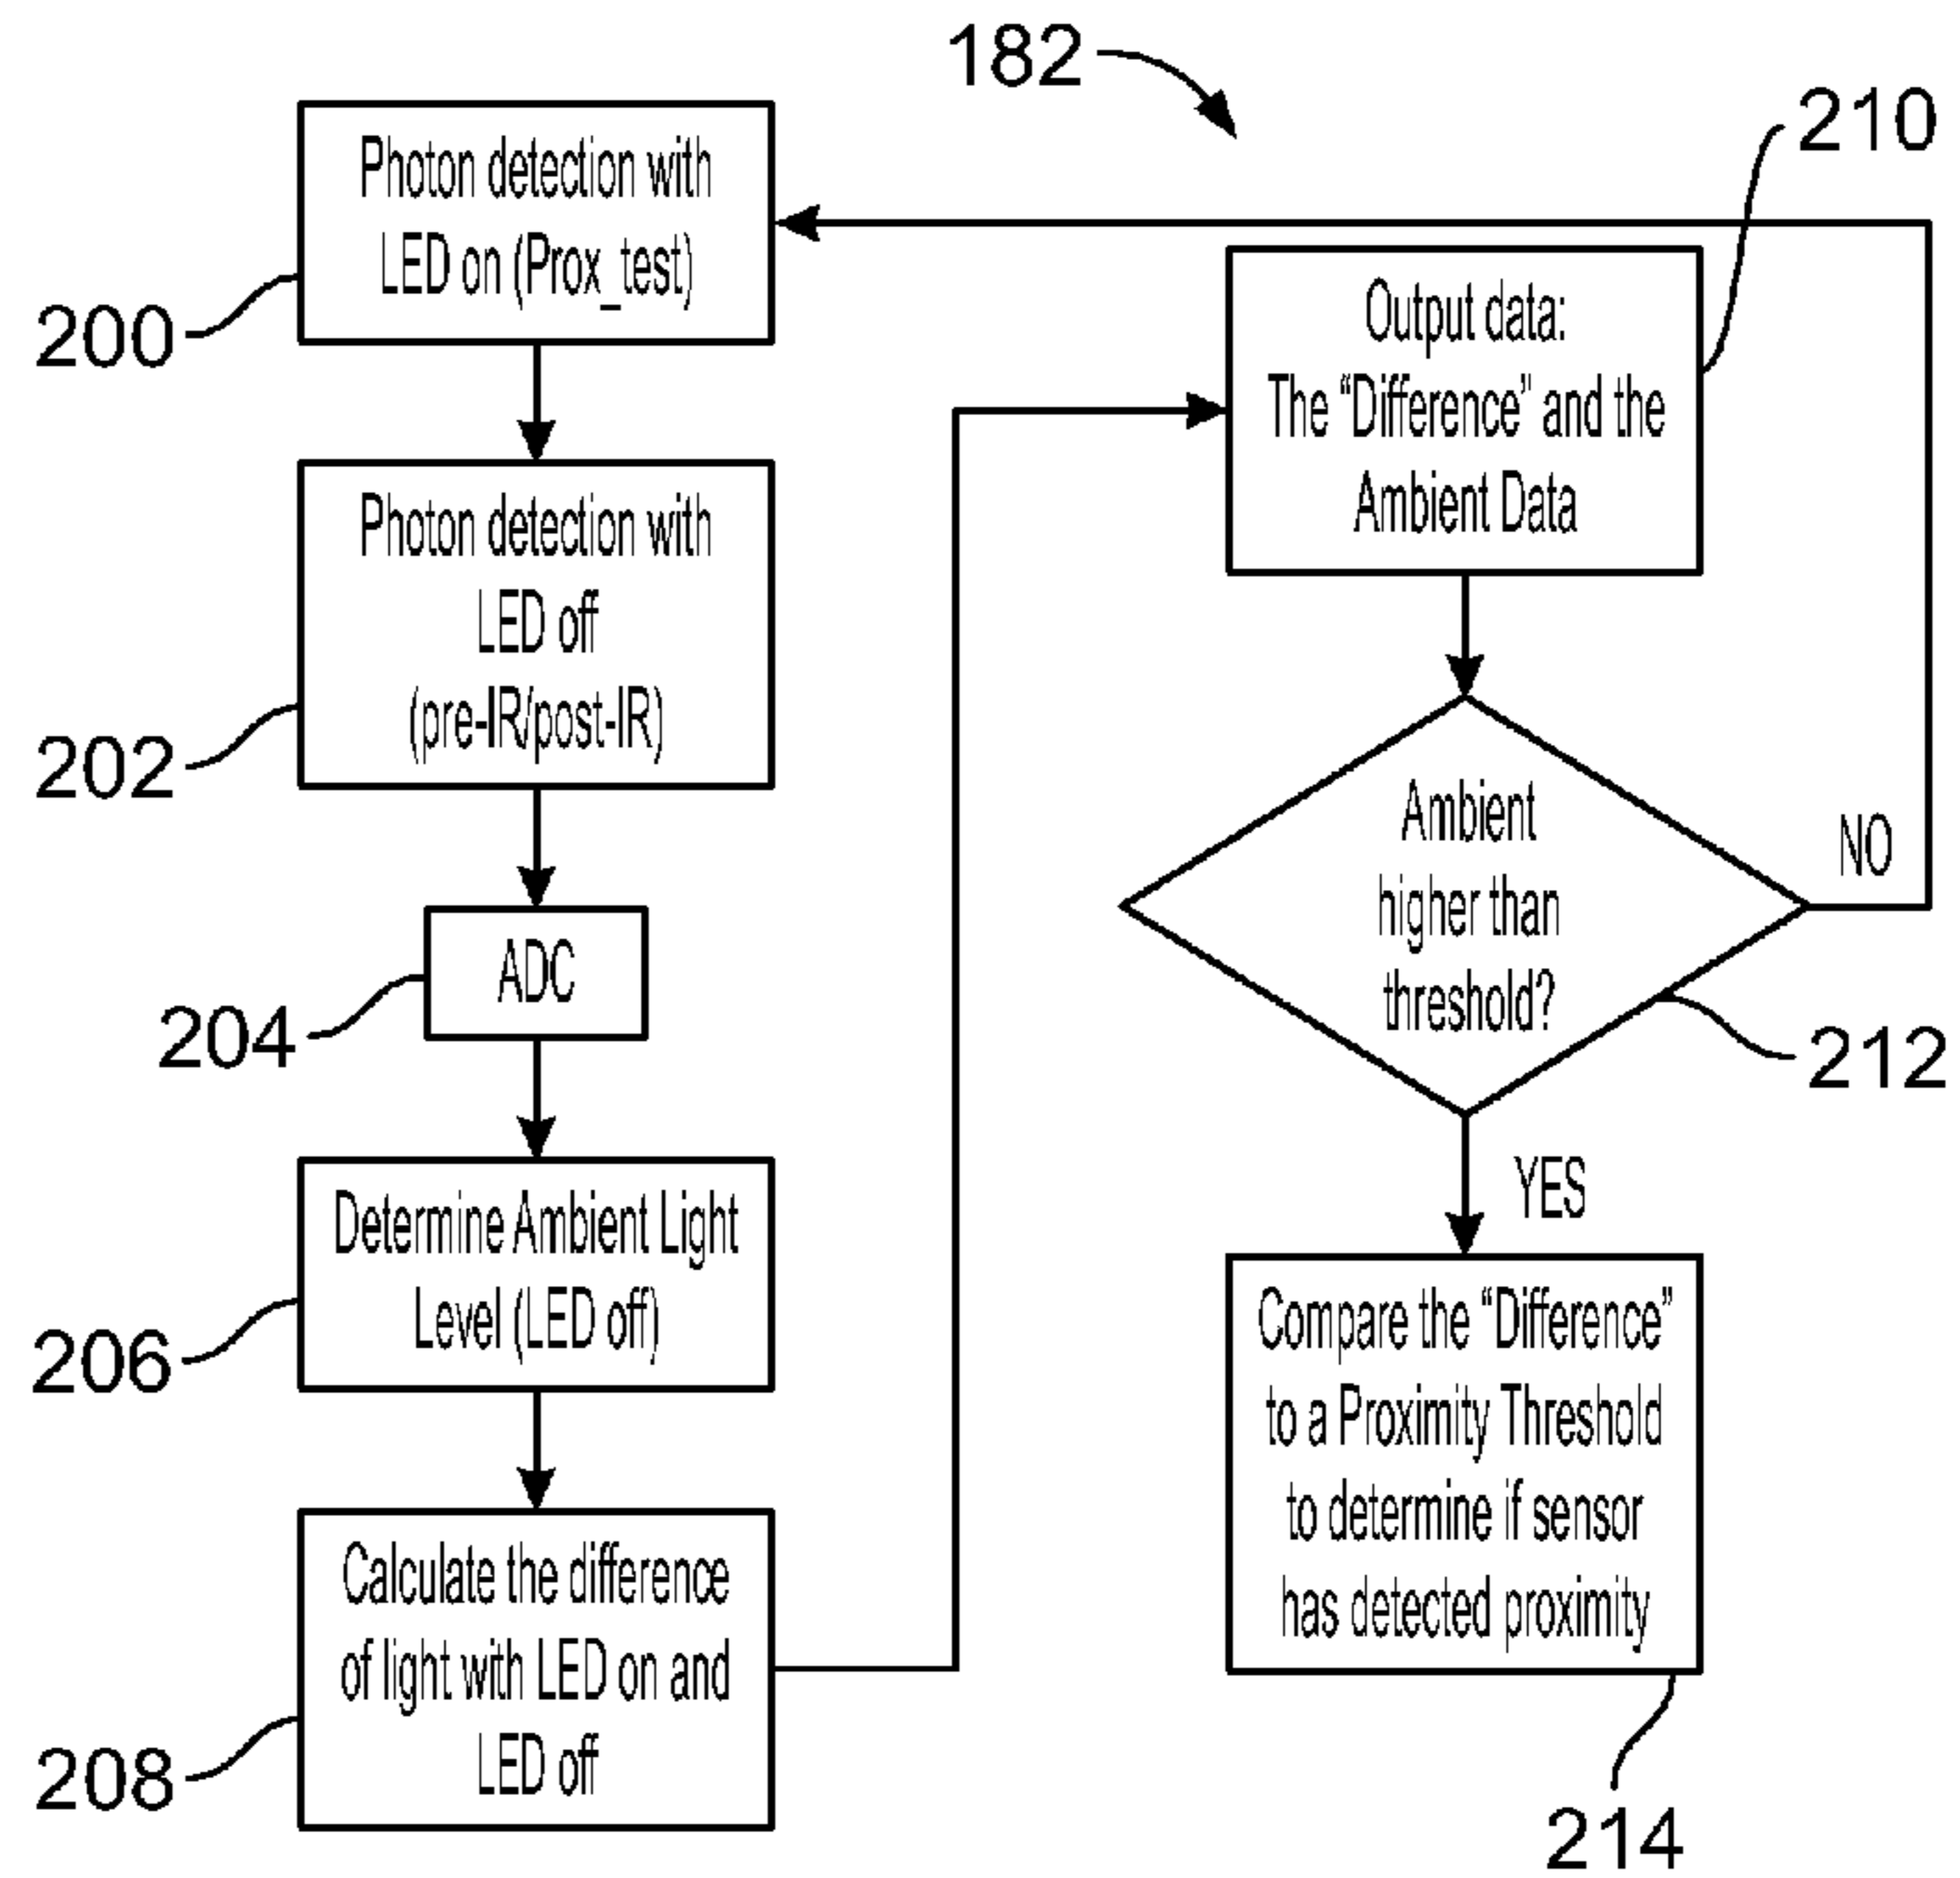 182
Photon detection with
LED on (Prox_test)
200
Photon detection with
LED off
(pre-IR/post-IR)
202
ADC
204
Determine Ambient Light
Level (LED off)
206
Calculate the difference
of light with LED on and
LED off
208
210
Output data:
The “Difference” and the
Ambient Data
Ambient
higher than
threshold?
NO
212
YES
Compare the “Difference”
to a Proximity Threshold
to determine if sensor
has detected proximity
214